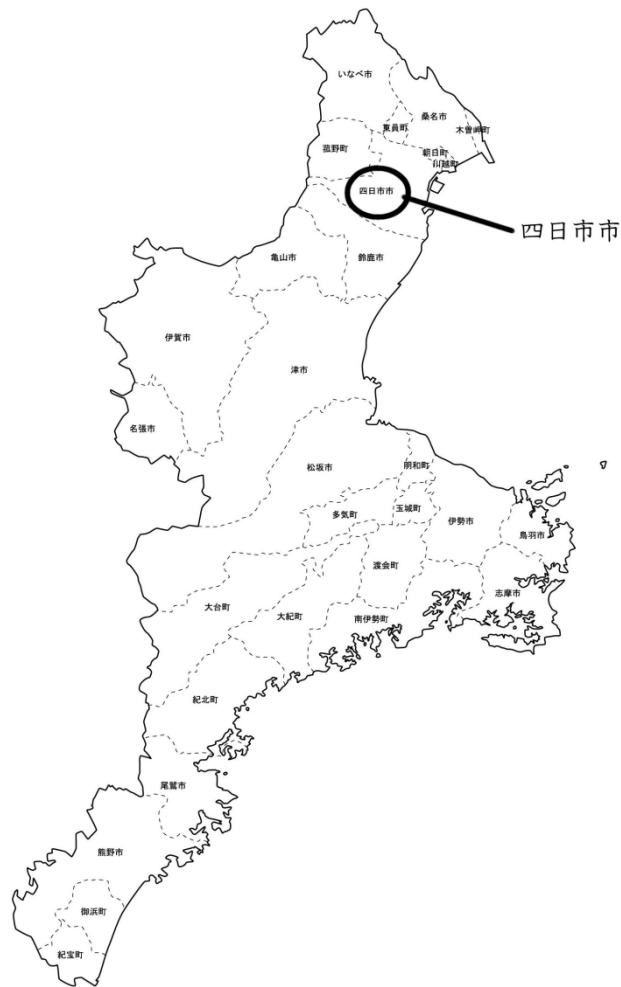 いなべ市
桑名市
東員町
木曽岬町
菰野町
朝日町
川越町
四日市市
四日市市
亀山市
鈴鹿市
伊賀市
津市
名張市
松坂市
明和町
多気町
玉城町
伊勢市
鳥羽市
渡会町
志摩市
大台町
大紀町
南伊勢町
紀北町
尾鷲市
熊野市
御浜町
紀宝町